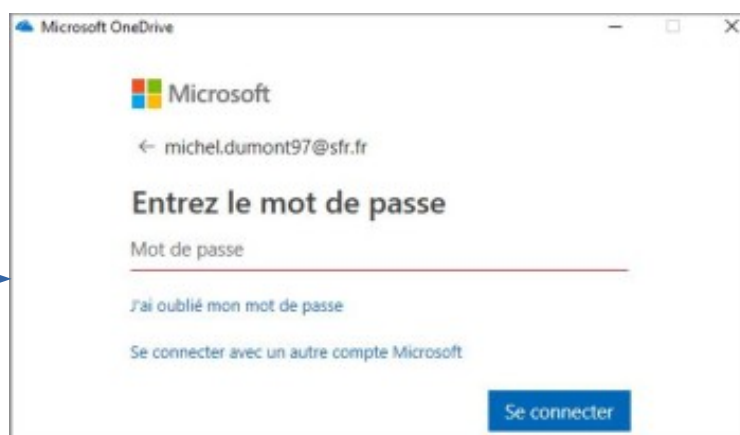 Microsoft OneDrive
Microsoft
← michel.dumont97@sfr.fr
Entrez le mot de passe
Mot de passe
J'ai oublié mon mot de passe
Se connecter avec un autre compte Microsoft
Se connecter